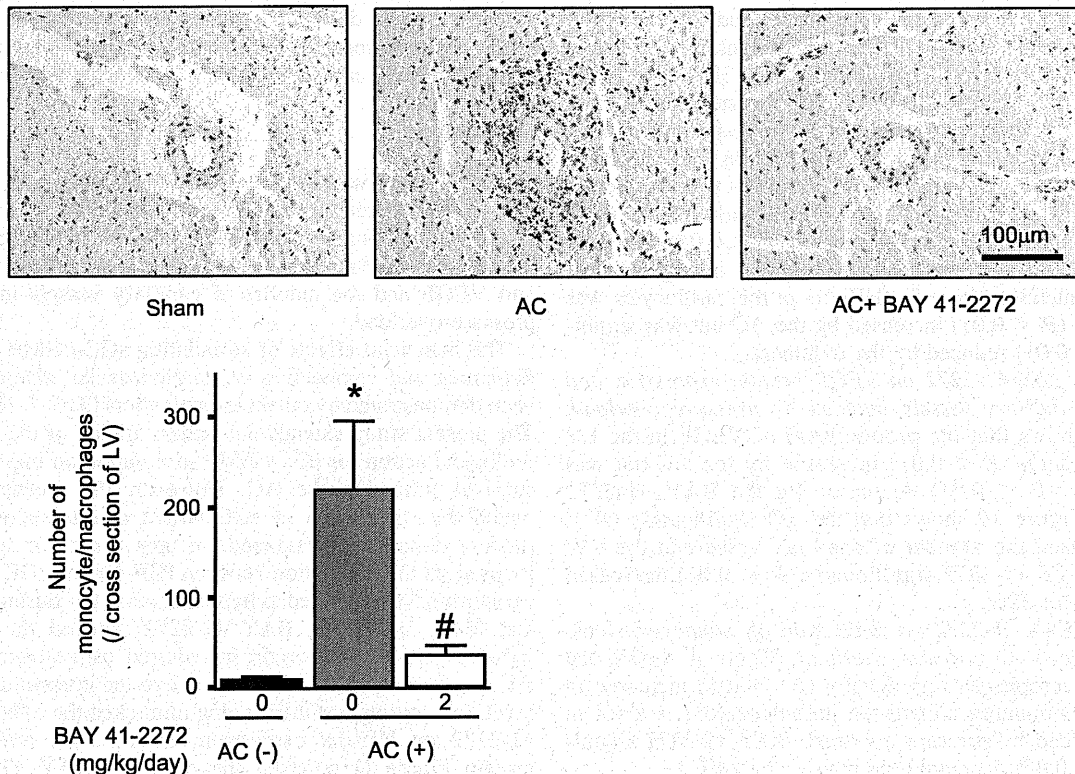 100μm
Sham
AC
AC+ BAY 41-2272
Number of
monocyte/macrophages
(/ cross section of LV)
300
200
100
0
*
#
0
0
2
BAY 41-2272
(mg/kg/day)
AC (-)
AC (+)